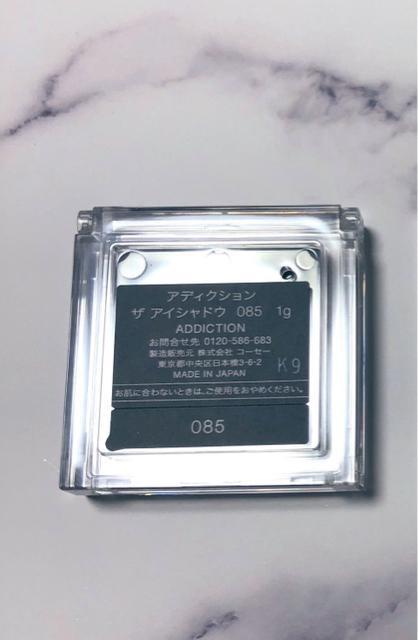 アディクション
ザ アイシャドウ 085 1g
ADDICTION
お問合せ先 0120-586-683
製造販売元 株式会社 コーセー
東京都中央区日本橋3-6-2
MADE IN JAPAN
K9
お肌に合わないときは、ご使用をおやめください。
085